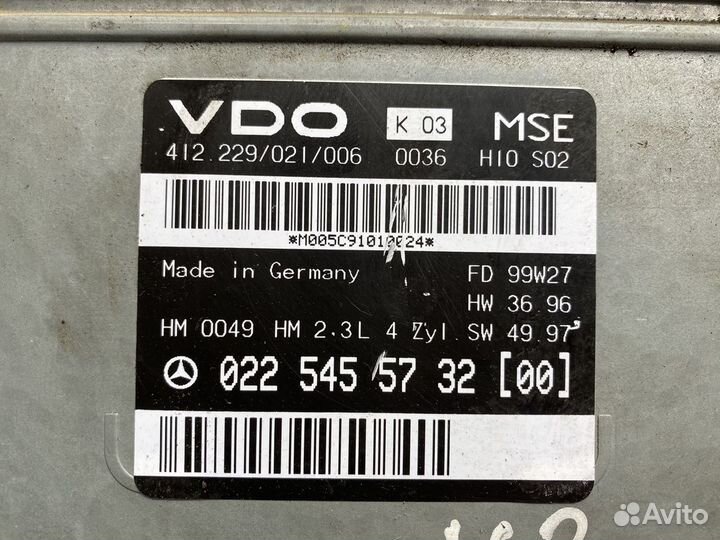 VDO K 03 MSE
412.229/021/006 0036 H10 S02
*M005C91010024*
Made in Germany FD 99W27
HW 36 96
HM 0049 HM 2.3L 4 Zyl. SW 49.97
022 545 57 32 [00]
Avito